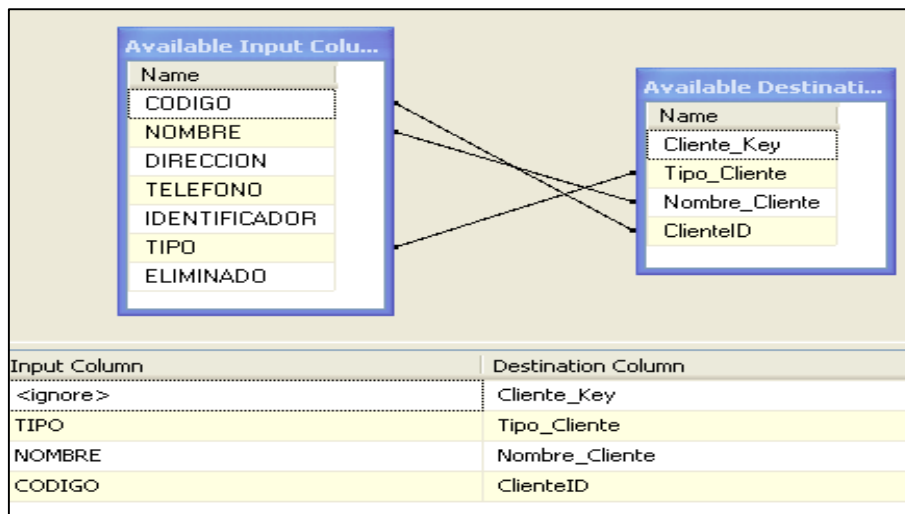 Available Input Colu...
Name
CODIGO
NOMBRE
DIRECCION
TELEFONO
IDENTIFICADOR
TIPO
ELIMINADO
Available Destinati...
Name
Cliente_Key
Tipo_Cliente
Nombre_Cliente
ClienteID
Input Column Destination Column
<ignore> Cliente_Key
TIPO Tipo_Cliente
NOMBRE Nombre_Cliente
CODIGO ClienteID